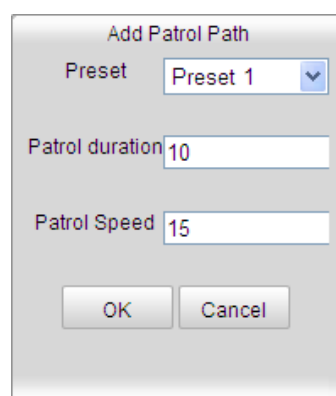 Add Patrol Path
Preset Preset 1
Patrol duration 10
Patrol Speed 15
OK Cancel